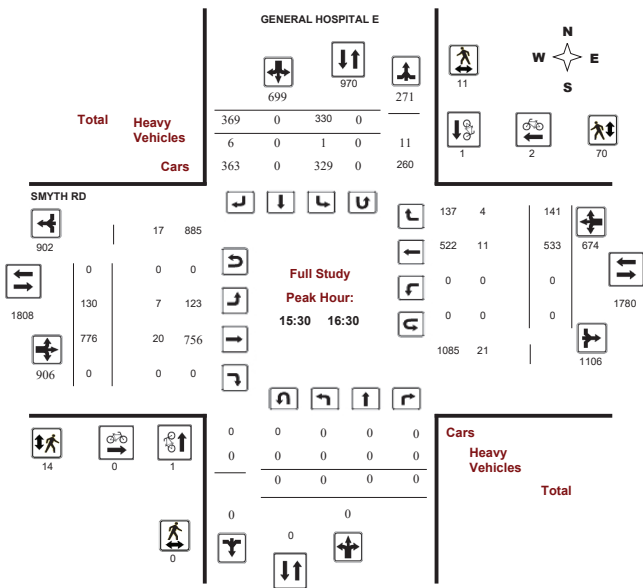 GENERAL HOSPITAL E
N
W E
S
970
11
699
271
Total Heavy Vehicles
369 0 330 0
6 0 1 0 11
1 2 70
Cars 363 0 329 0 260
SMYTH RD
902
17 885
137 4 141
522 11 533 674
0 0 0
0 0 0
1780
1085 21
1106
1808
0 0 0
130 7 123
776 20 756
906
0 0 0
Full Study
Peak Hour:
15:30 16:30
0 0 0 0 0
0 0 0 0 0
0 0 0 0
0 0
0
14 0 1
0
Cars
Heavy
Vehicles
Total